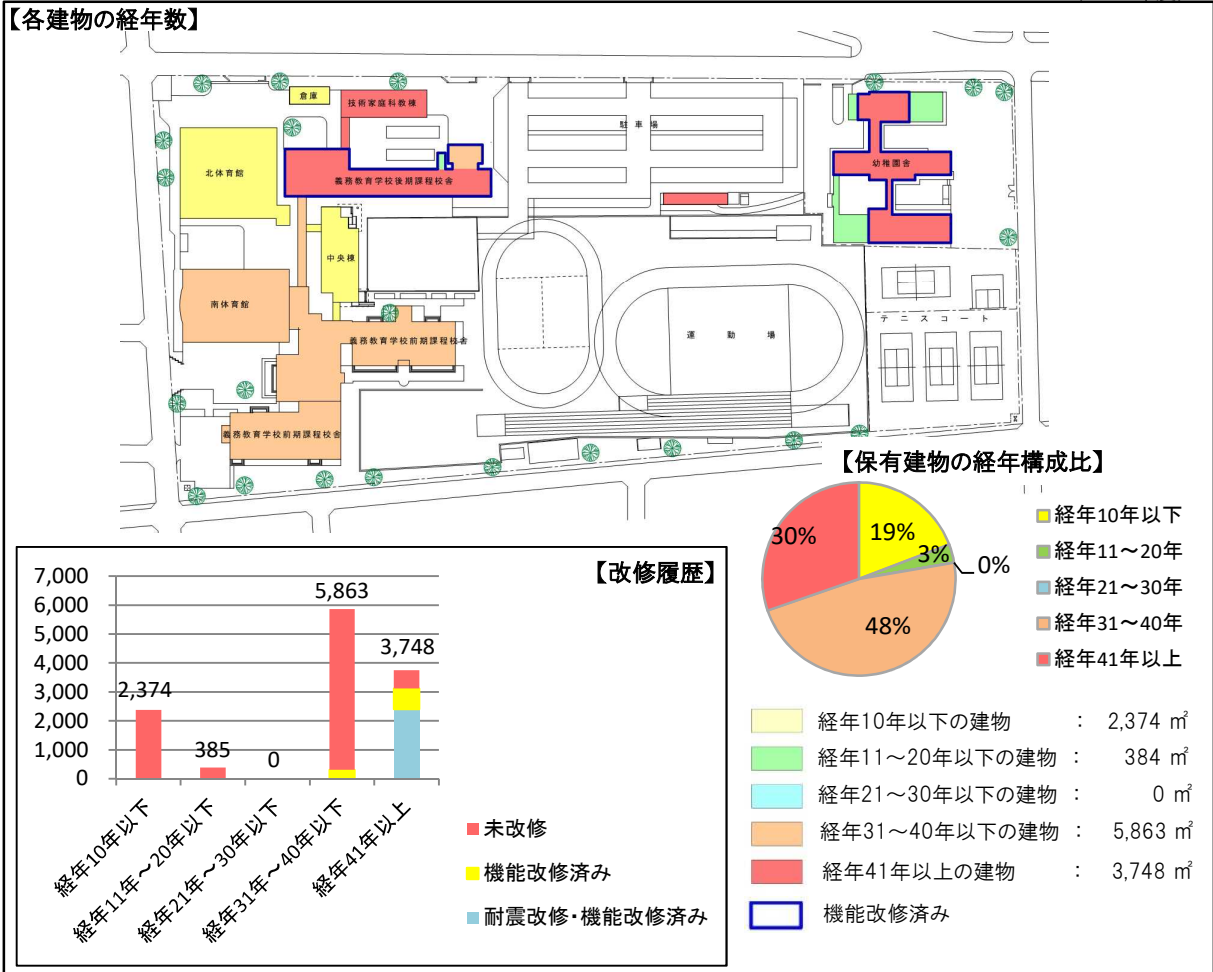 【各建物の経年数】
倉庫
技術家庭科教棟
北体育館
義務教育学校後期課程校舎
中央棟
南体育館
義務教育学校前期課程校舎
義務教育学校前期課程校舎
駐車場
幼稚園舎
運動場
テニスコート
【保有建物の経年構成比】
30%
19%
3%
0%
48%
経年10年以下
経年11～20年
経年21～30年
経年31～40年
経年41年以上
【改修履歴】
7,000
6,000
5,000
4,000
3,000
2,000
1,000
0
2,374
385
0
5,863
3,748
経年10年以下
経年11年～20年以下
経年21年～30年以下
経年31年～40年以下
経年41年以上
未改修
機能改修済み
耐震改修・機能改修済み
経年10年以下の建物 : 2,374 ㎡
経年11～20年以下の建物 : 384 ㎡
経年21～30年以下の建物 : 0 ㎡
経年31～40年以下の建物 : 5,863 ㎡
経年41年以上の建物 : 3,748 ㎡
機能改修済み